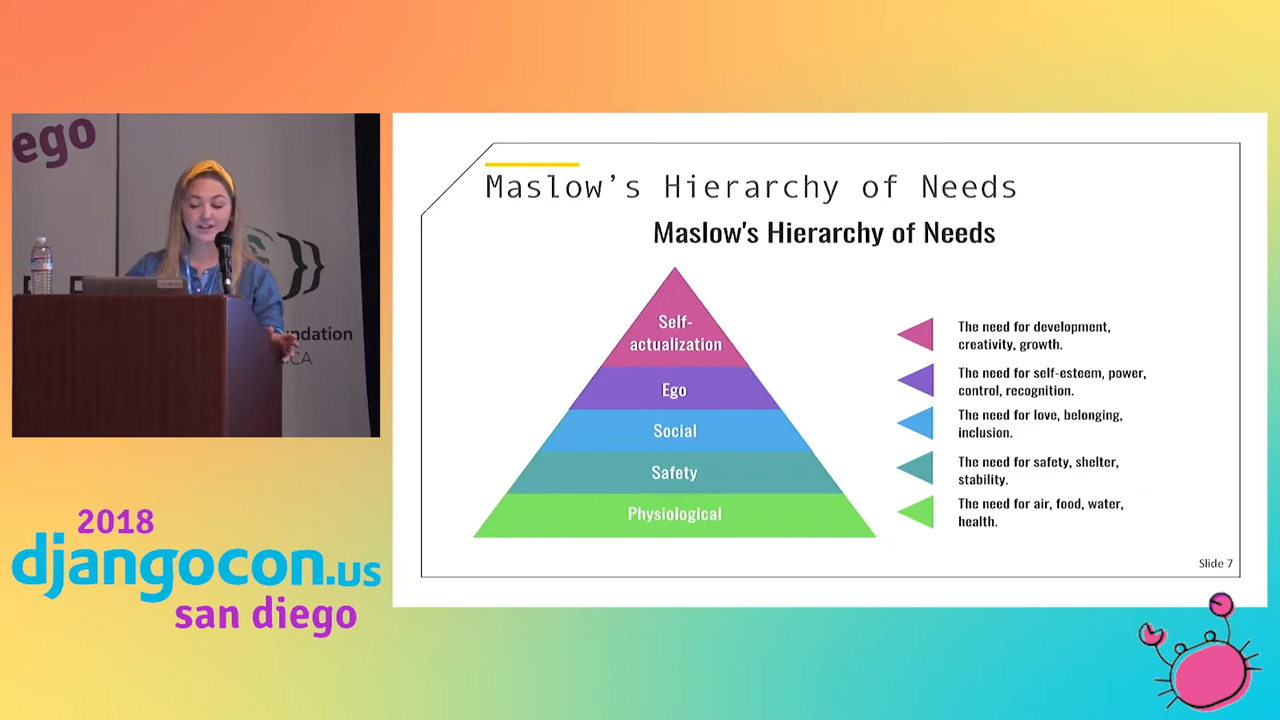 ego
ndation
CA
2018
djangocon.us
san diego
Maslow's Hierarchy of Needs
Maslow's Hierarchy of Needs
Self-
actualization
Ego
Social
Safety
Physiological
The need for development,
creativity, growth.
The need for self-esteem, power,
control, recognition.
The need for love, belonging,
inclusion.
The need for safety, shelter,
stability.
The need for air, food, water,
health.
Slide 7